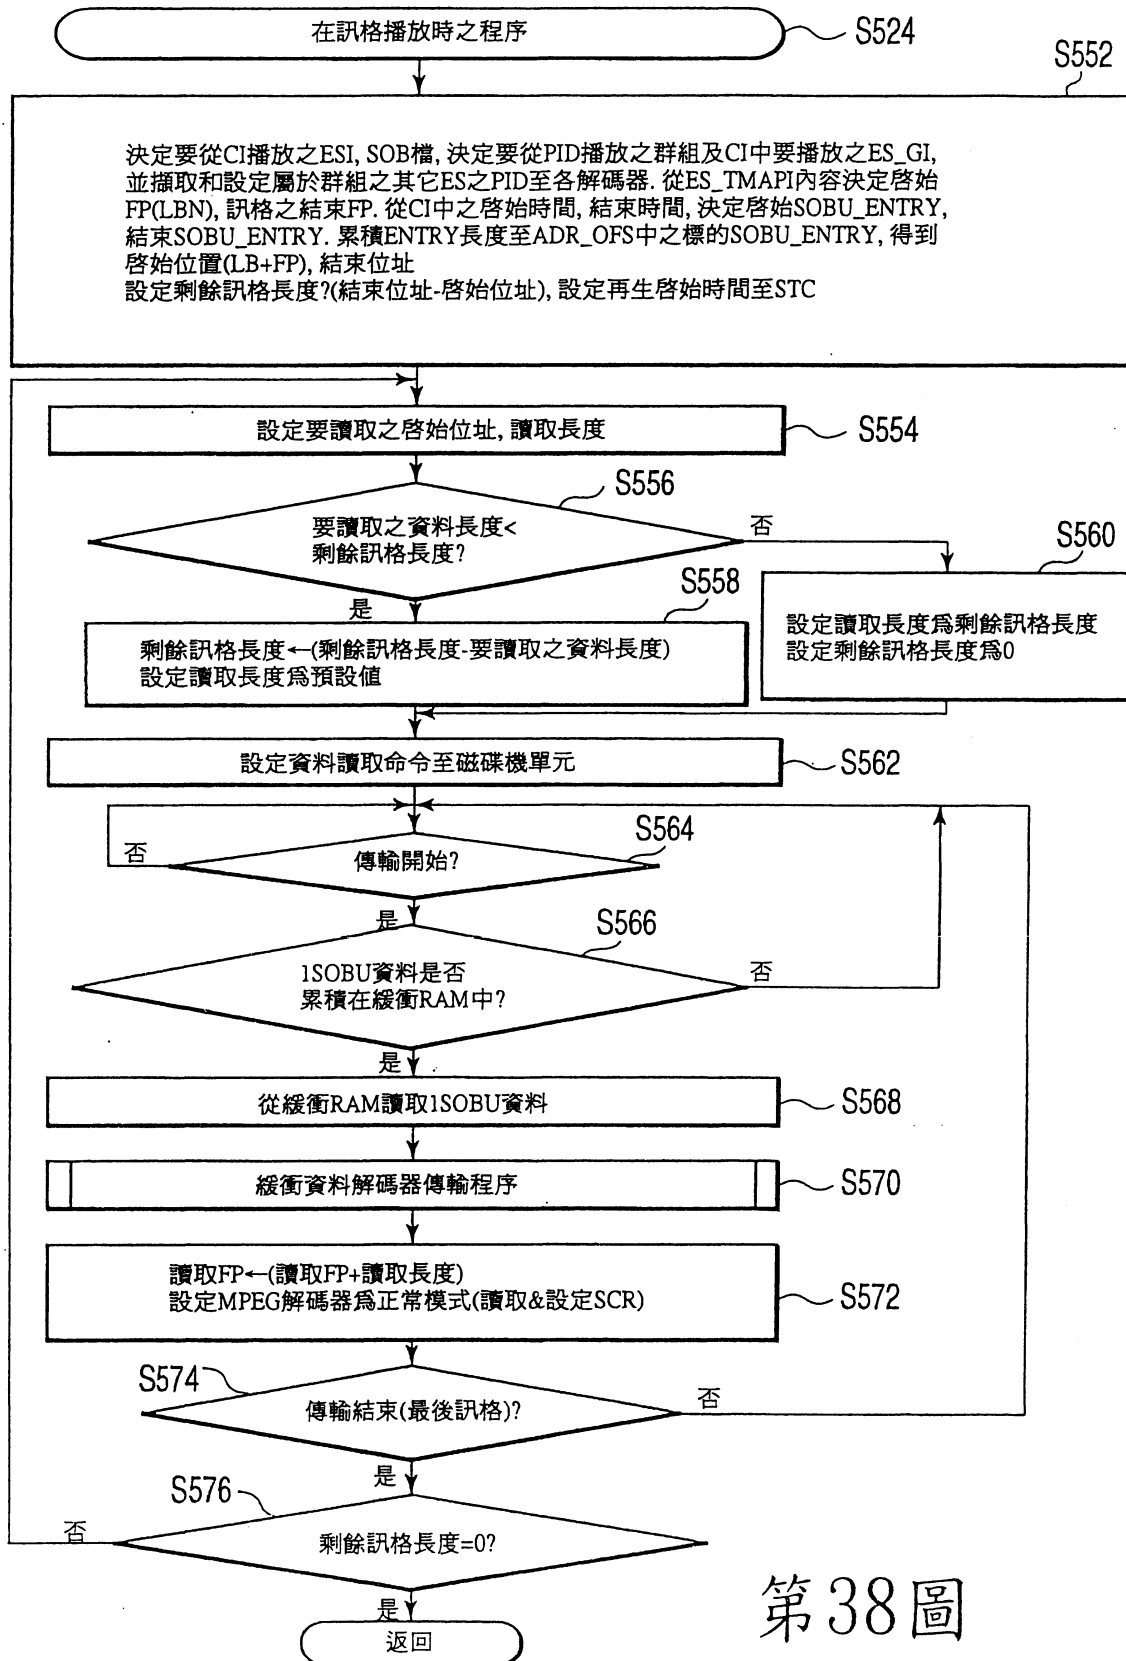 在訊格播放時之程序
S524
S552
決定要從CI播放之ESI, SOB檔, 決定要從PID播放之群組及CI中要播放之ES_GI,
並擷取和設定屬於群組之其它ES之PID至各解碼器. 從ES_TMAPI內容決定啓始
FP(LBN), 訊格之結束FP. 從CI中之啓始時間, 結束時間, 決定啓始SOBU_ENTRY,
結束SOBU_ENTRY. 累積ENTRY長度至ADR_OFS中之標的SOBU_ENTRY, 得到
啓始位置(LB+FP), 結束位址
設定剩餘訊格長度?(結束位址-啓始位址), 設定再生啓始時間至STC
設定要讀取之啓始位址, 讀取長度
S554
S556
要讀取之資料長度<
剩餘訊格長度?
否
是
S560
設定讀取長度爲剩餘訊格長度
設定剩餘訊格長度爲0
S558
剩餘訊格長度←(剩餘訊格長度-要讀取之資料長度)
設定讀取長度爲預設値
設定資料讀取命令至磁碟機單元
S562
S564
傳輸開始?
否
是
S566
1SOBU資料是否
累積在緩衝RAM中?
否
是
從緩衝RAM讀取1SOBU資料
S568
緩衝資料解碼器傳輸程序
S570
讀取FP←(讀取FP+讀取長度)
設定MPEG解碼器爲正常模式(讀取&設定SCR)
S572
S574
傳輸結束(最後訊格)?
否
是
S576
剩餘訊格長度=0?
否
是
返回
第38圖